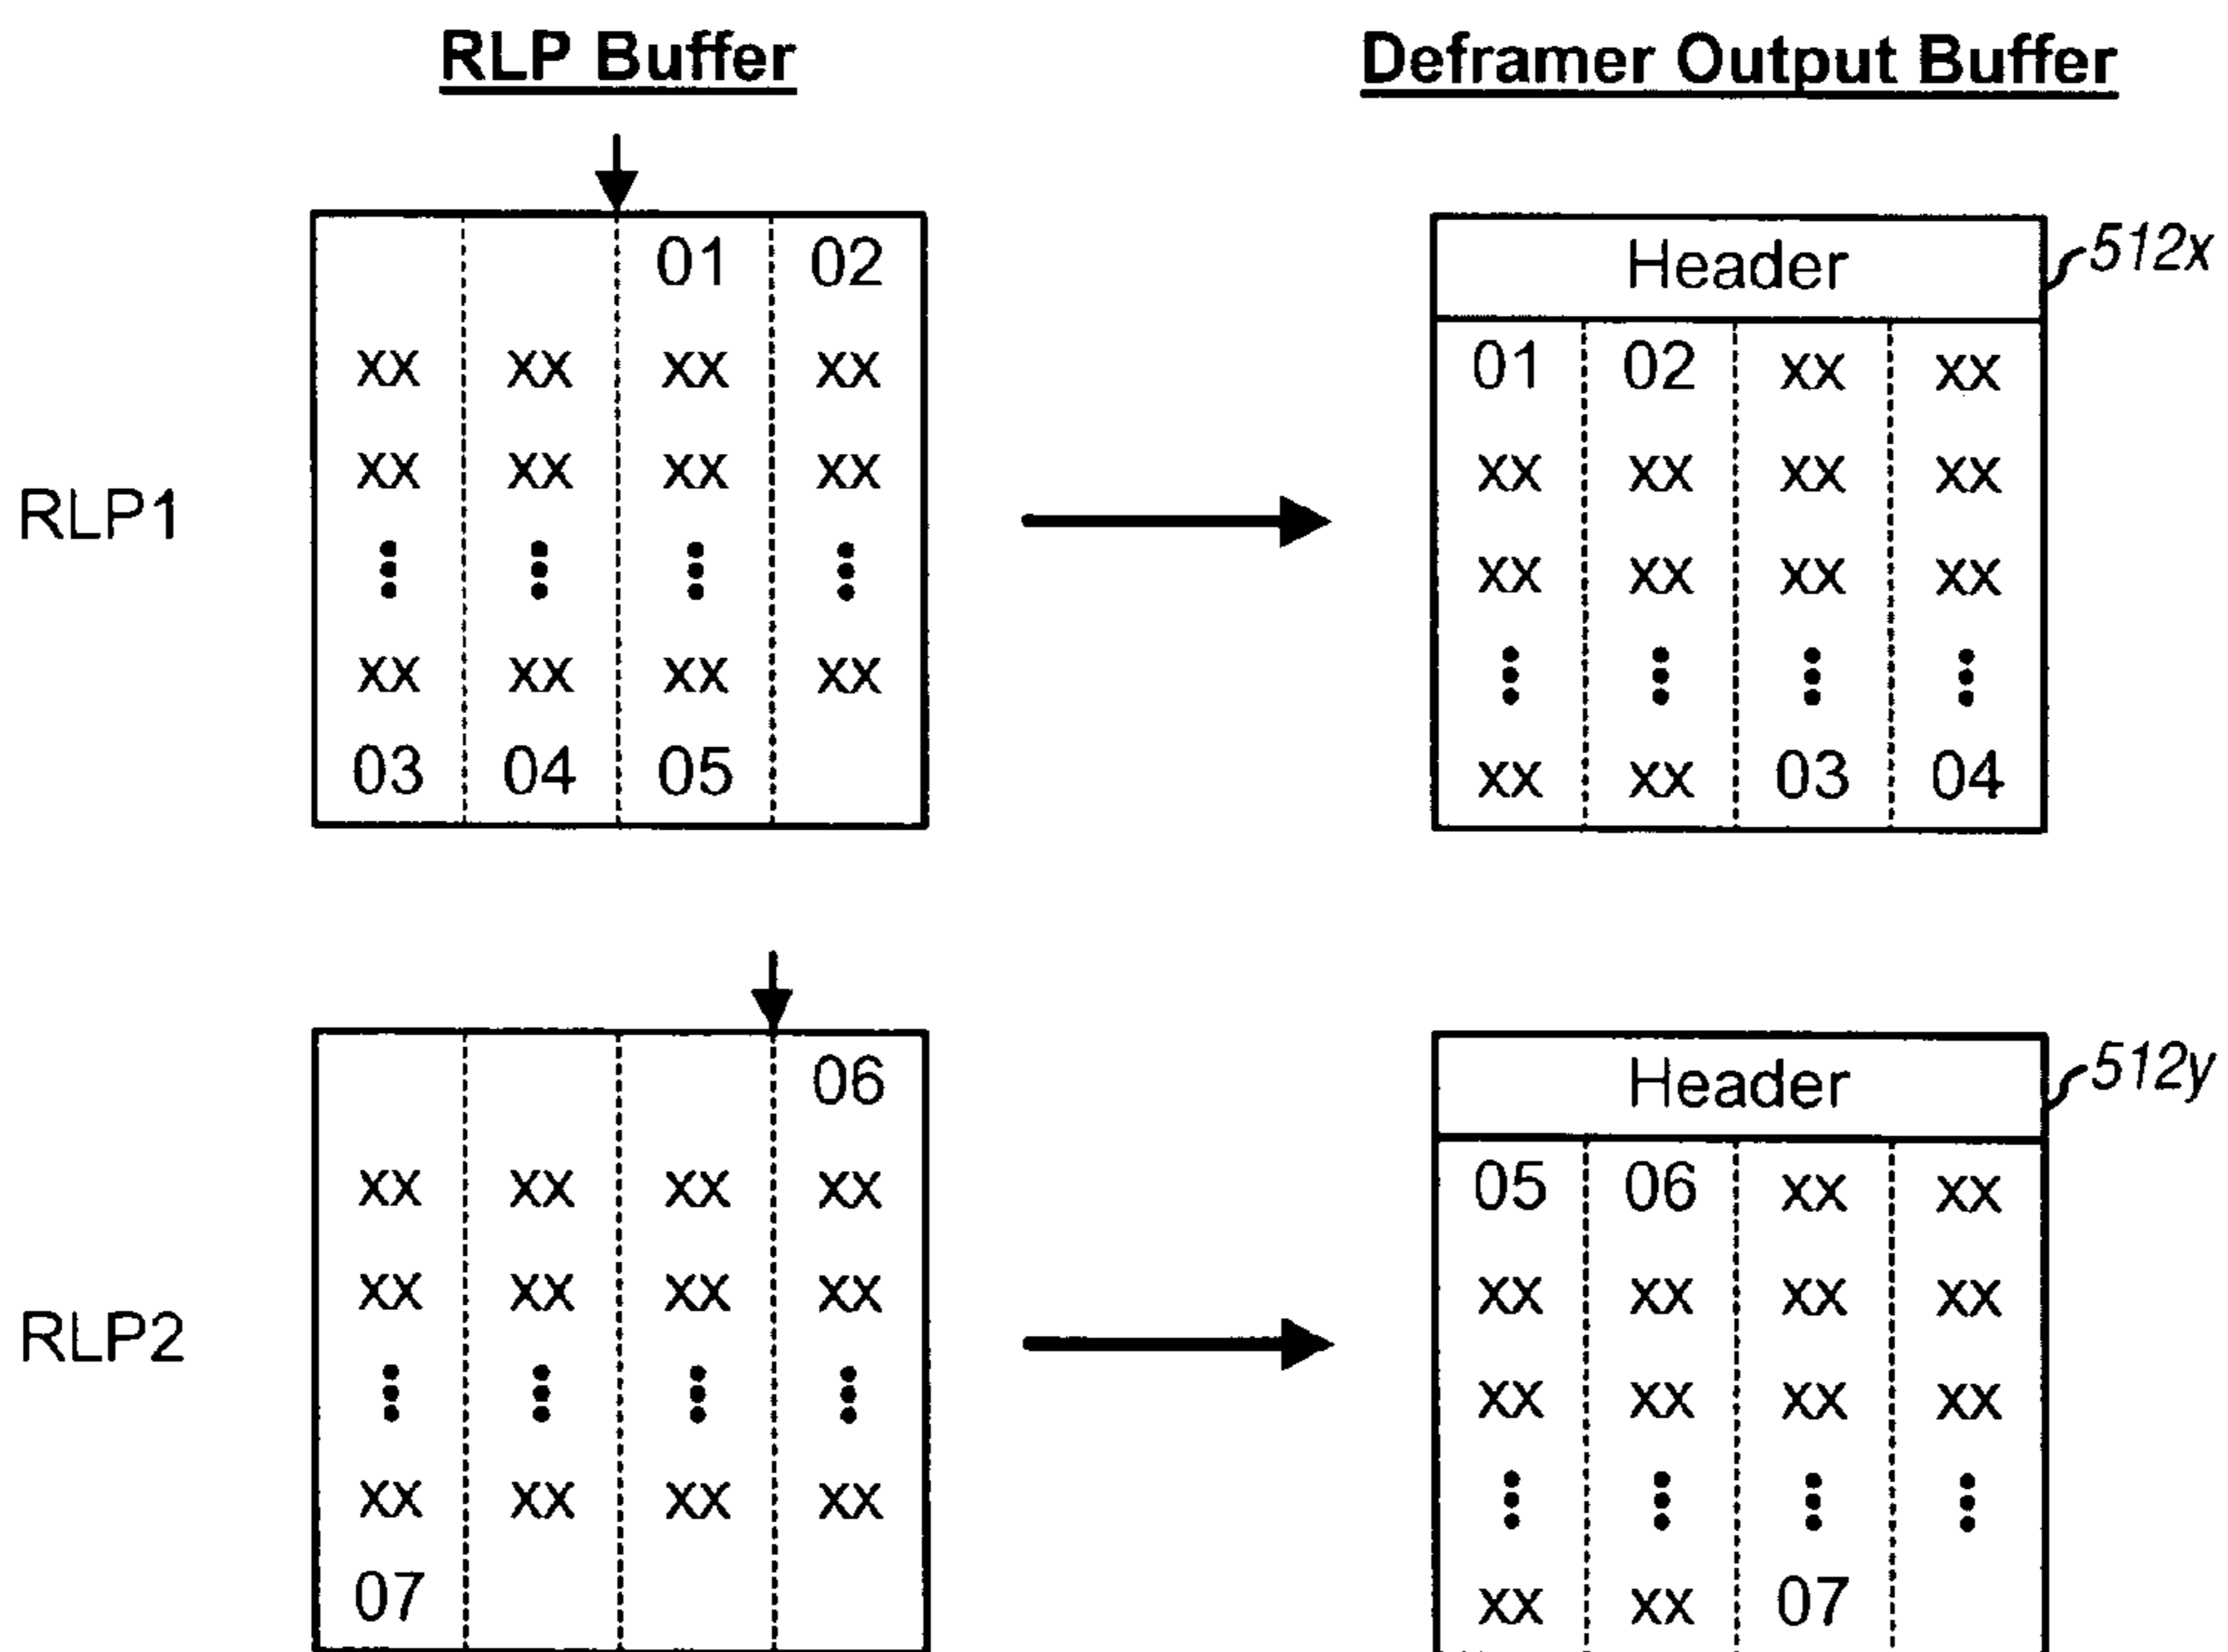 RLP Buffer Deframer Output Buffer
01 02
Header 512x
xx xx xx xx
01 02 xx xx
xx xx xx xx
xx xx xx xx
RLP1
xx xx xx xx
xx xx xx xx
03 04 05
xx xx 03 04
06
Header 512y
xx xx xx xx
05 06 xx xx
xx xx xx xx
xx xx xx xx
RLP2
xx xx xx xx
xx xx xx xx
07
xx xx 07